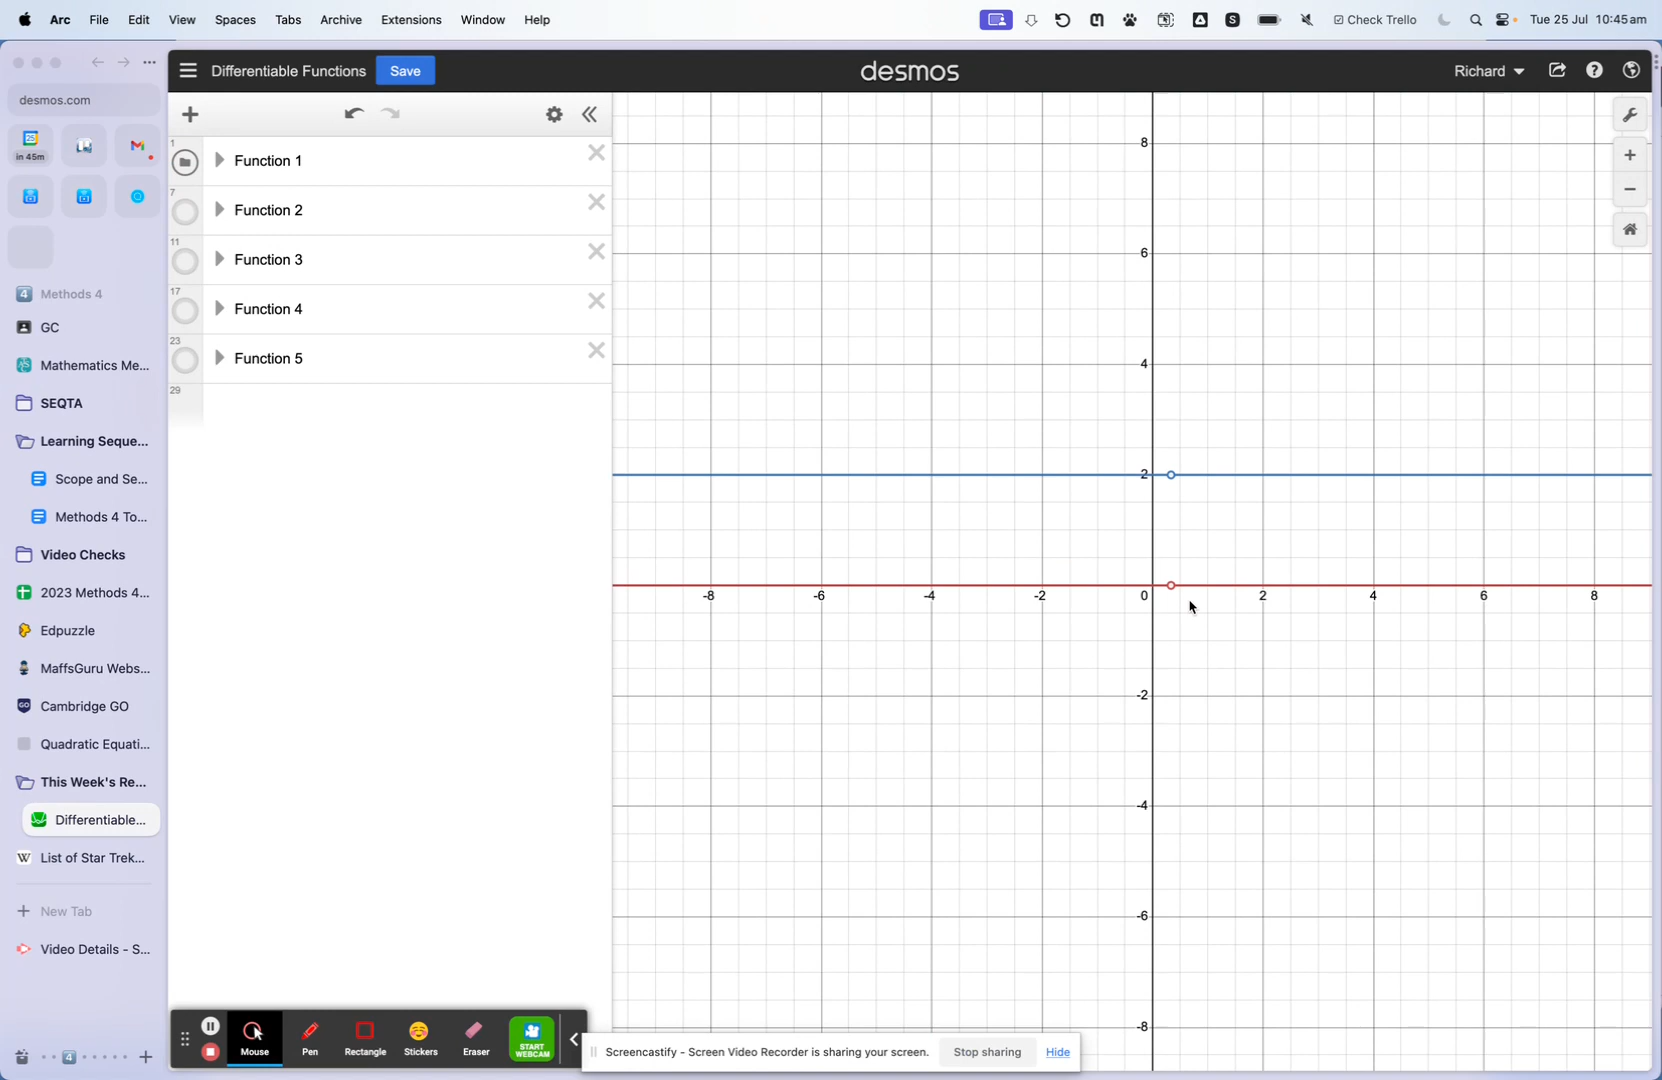 Arc File Edit View Spaces Tabs Archive Extensions Window Help
Check Trello
Tue 25 Jul 10:45 am
desmos.com
Differentiable Functions
Save
desmos
Richard
25
in 45m
Methods 4
GC
Mathematics Me...
SEQTA
Learning Seque...
Scope and Se...
Methods 4 To...
Video Checks
2023 Methods 4...
Edpuzzle
MaffsGuru Webs...
Cambridge GO
Quadratic Equati...
This Week's Re...
Differentiable...
List of Star Trek...
New Tab
Video Details - S...
4
1
Function 1
7
Function 2
11
Function 3
17
Function 4
23
Function 5
29
8
6
4
2
-8 -6 -4 -2 0 2 4 6 8
-2
-4
-6
-8
Mouse
Pen
Rectangle
Stickers
Eraser
START
WEBCAM
Screencastify - Screen Video Recorder is sharing your screen.
Stop sharing
Hide